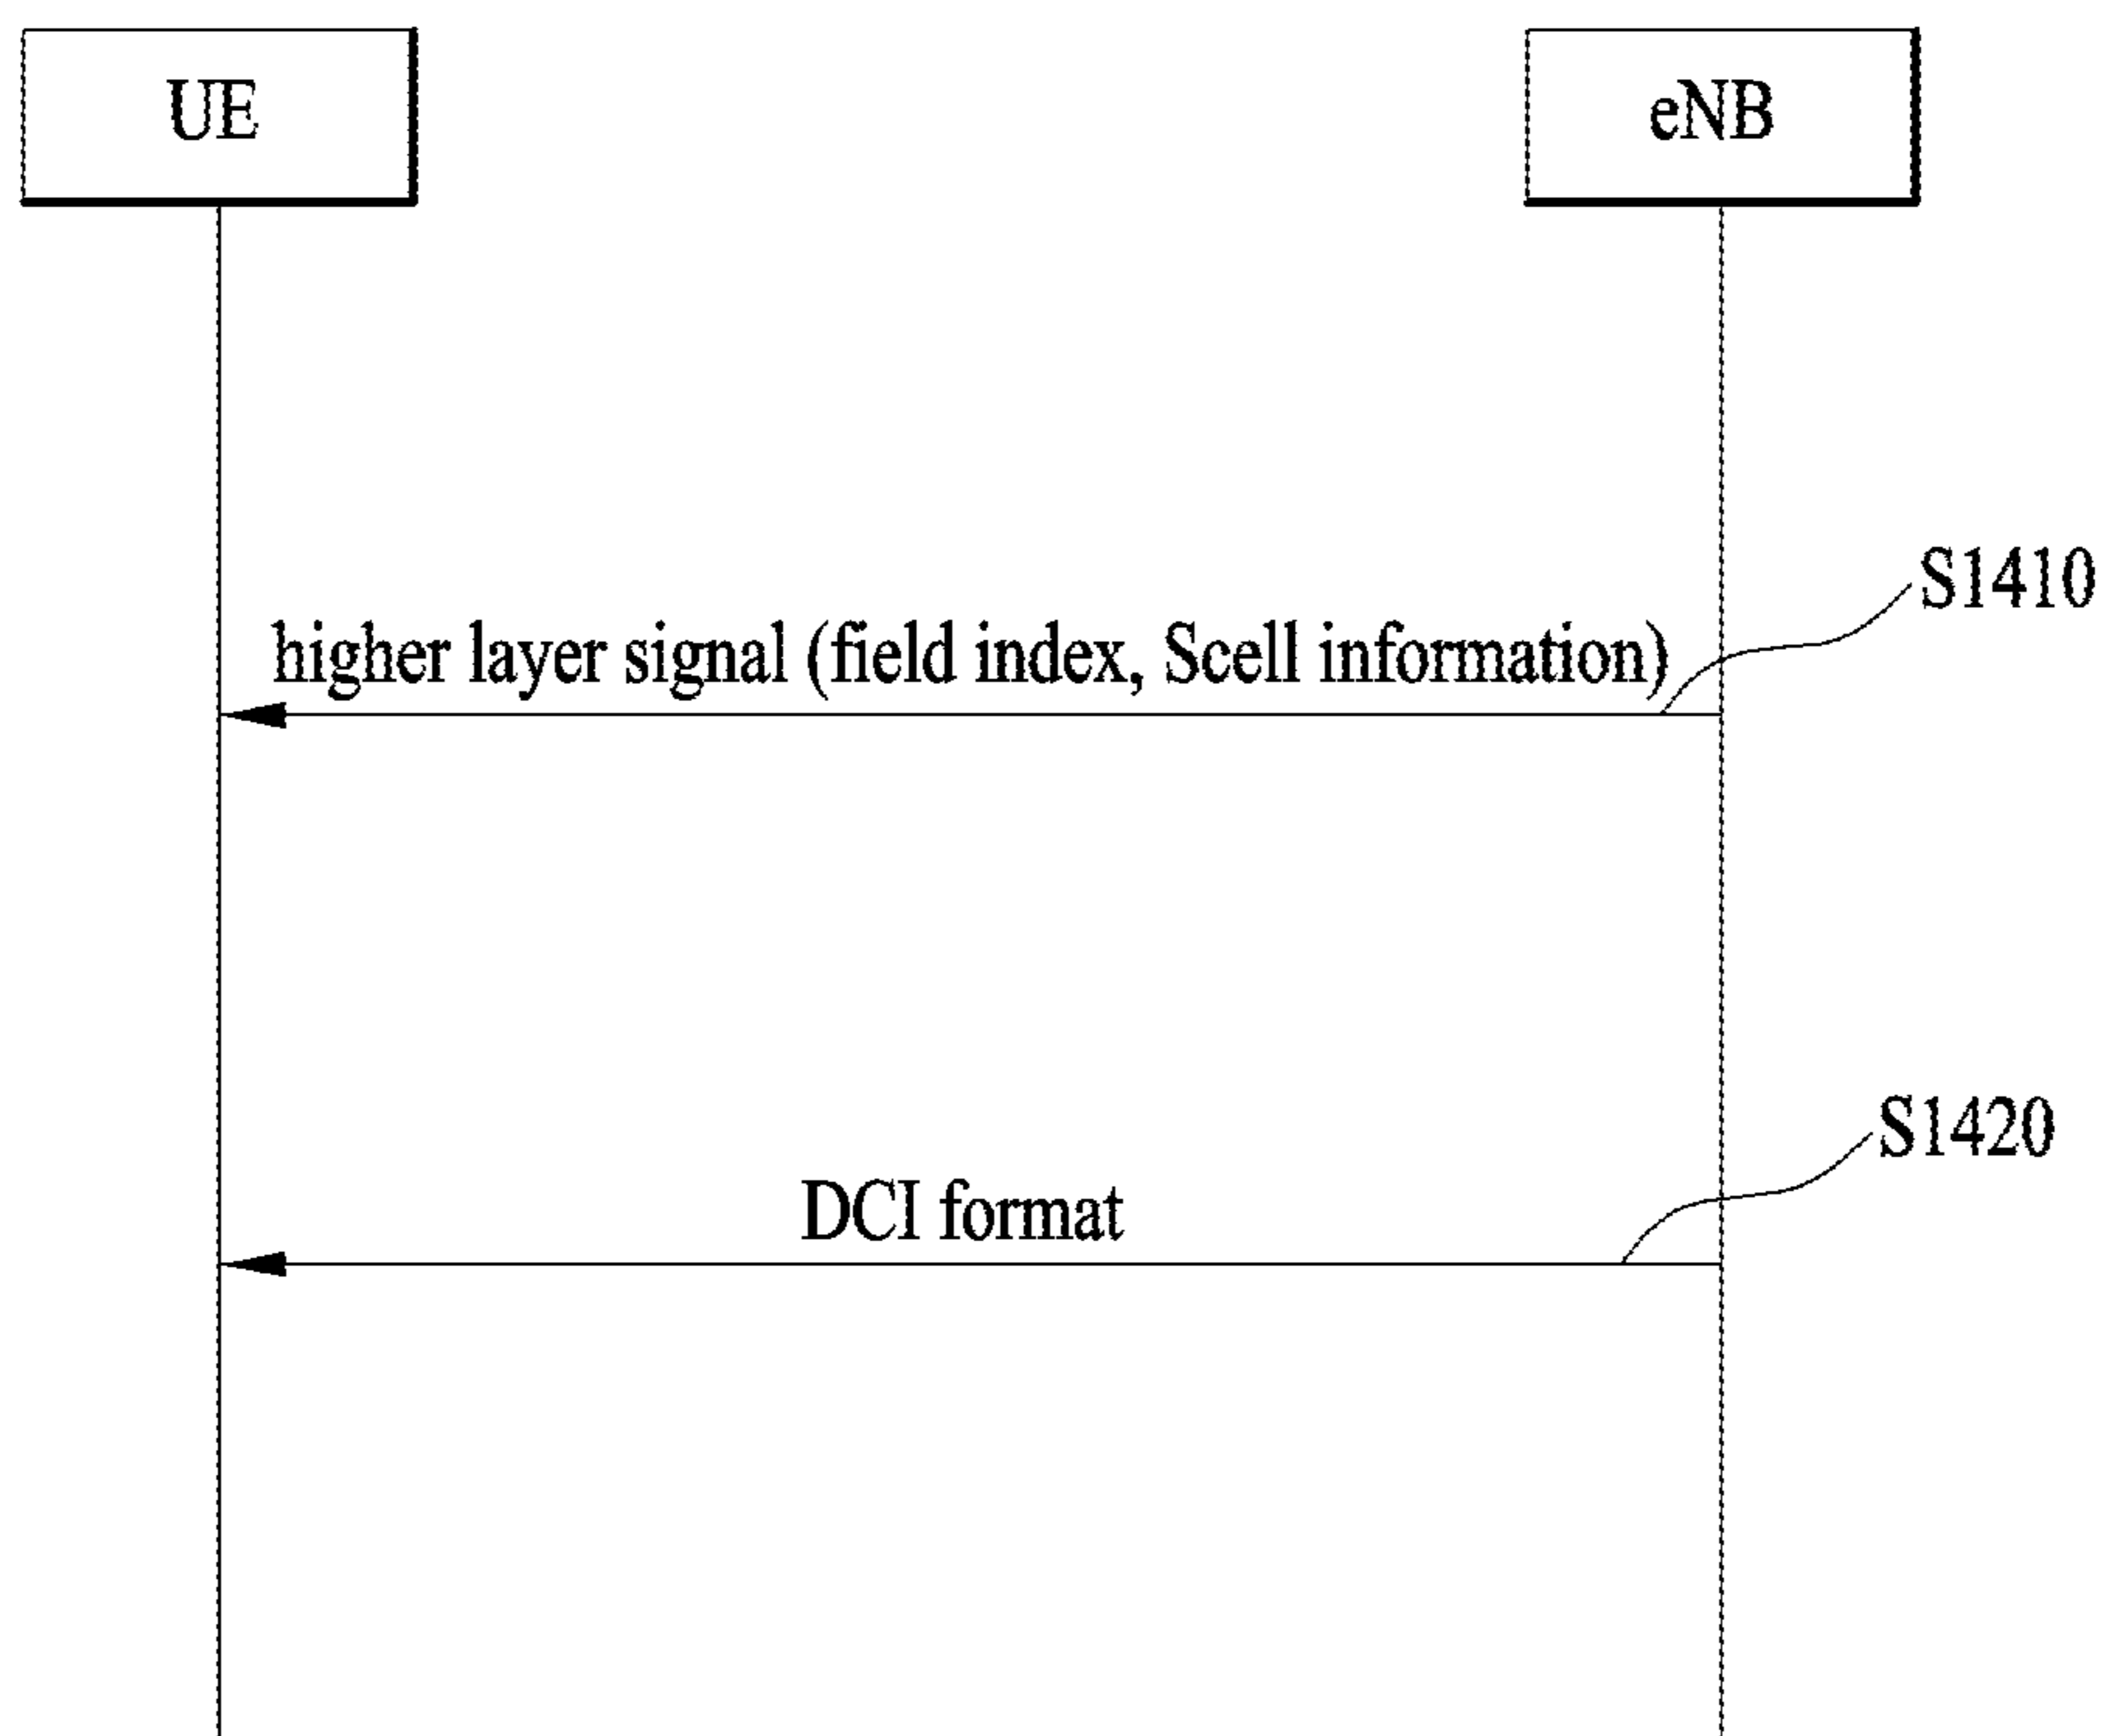 UE
eNB
S1410
higher layer signal (field index, Scell information)
S1420
DCI format